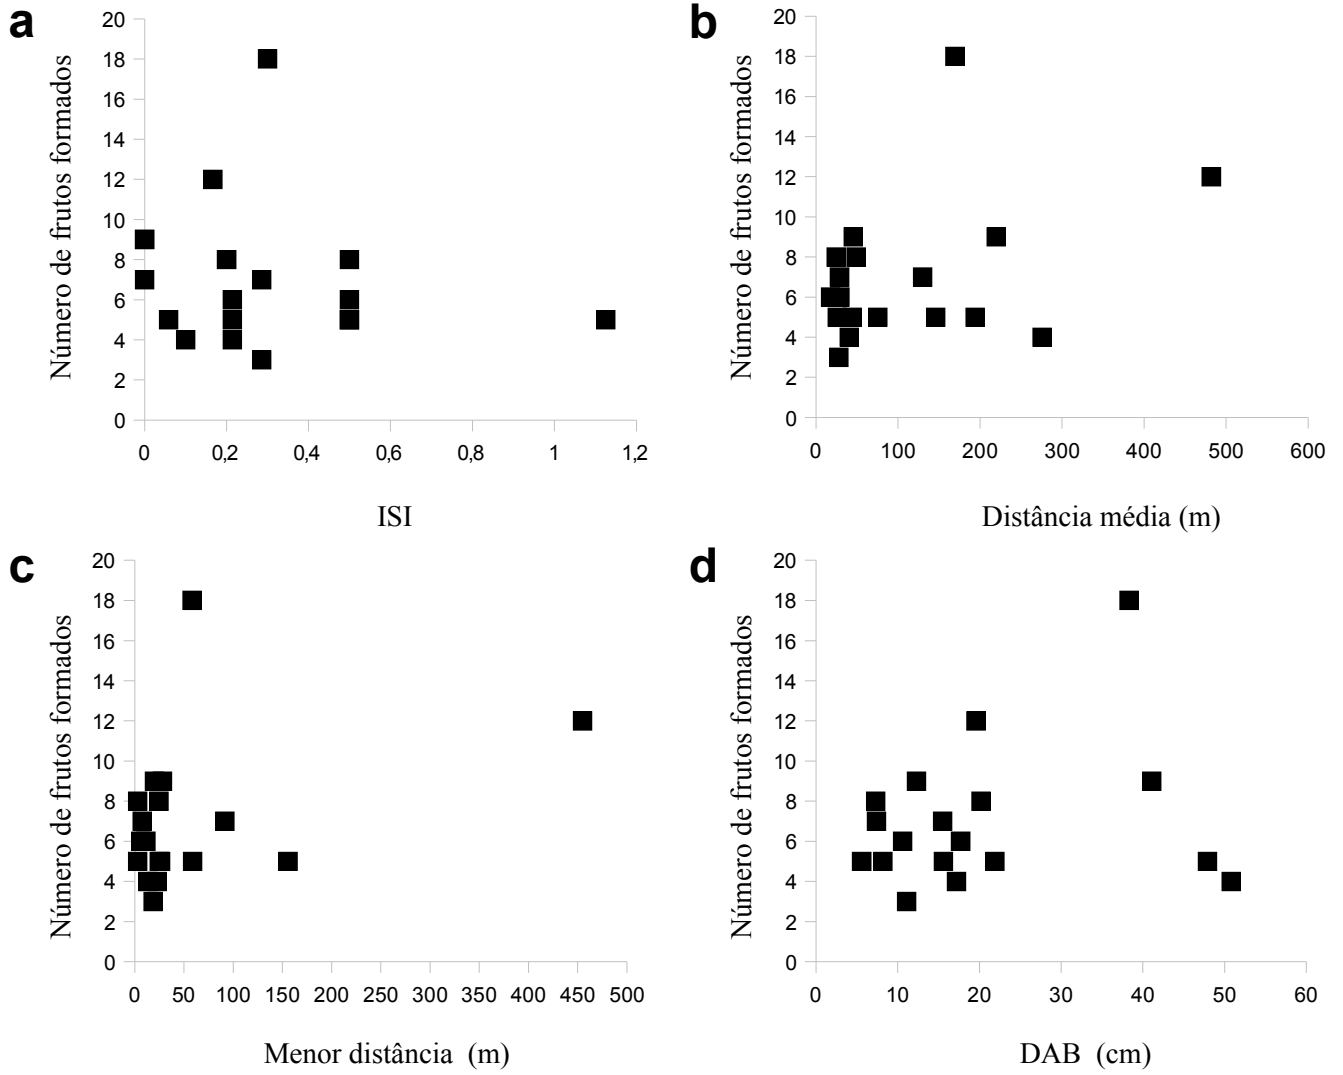 a
Número de frutos formados
20
18
16
14
12
10
8
6
4
2
0
0 0,2 0,4 0,6 0,8 1 1,2
ISI
b
Número de frutos formados
20
18
16
14
12
10
8
6
4
2
0
0 100 200 300 400 500 600
Distância média (m)
c
Número de frutos formados
20
18
16
14
12
10
8
6
4
2
0
0 50 100 150 200 250 300 350 400 450 500
Menor distância (m)
d
Número de frutos formados
20
18
16
14
12
10
8
6
4
2
0
0 10 20 30 40 50 60
DAB (cm)